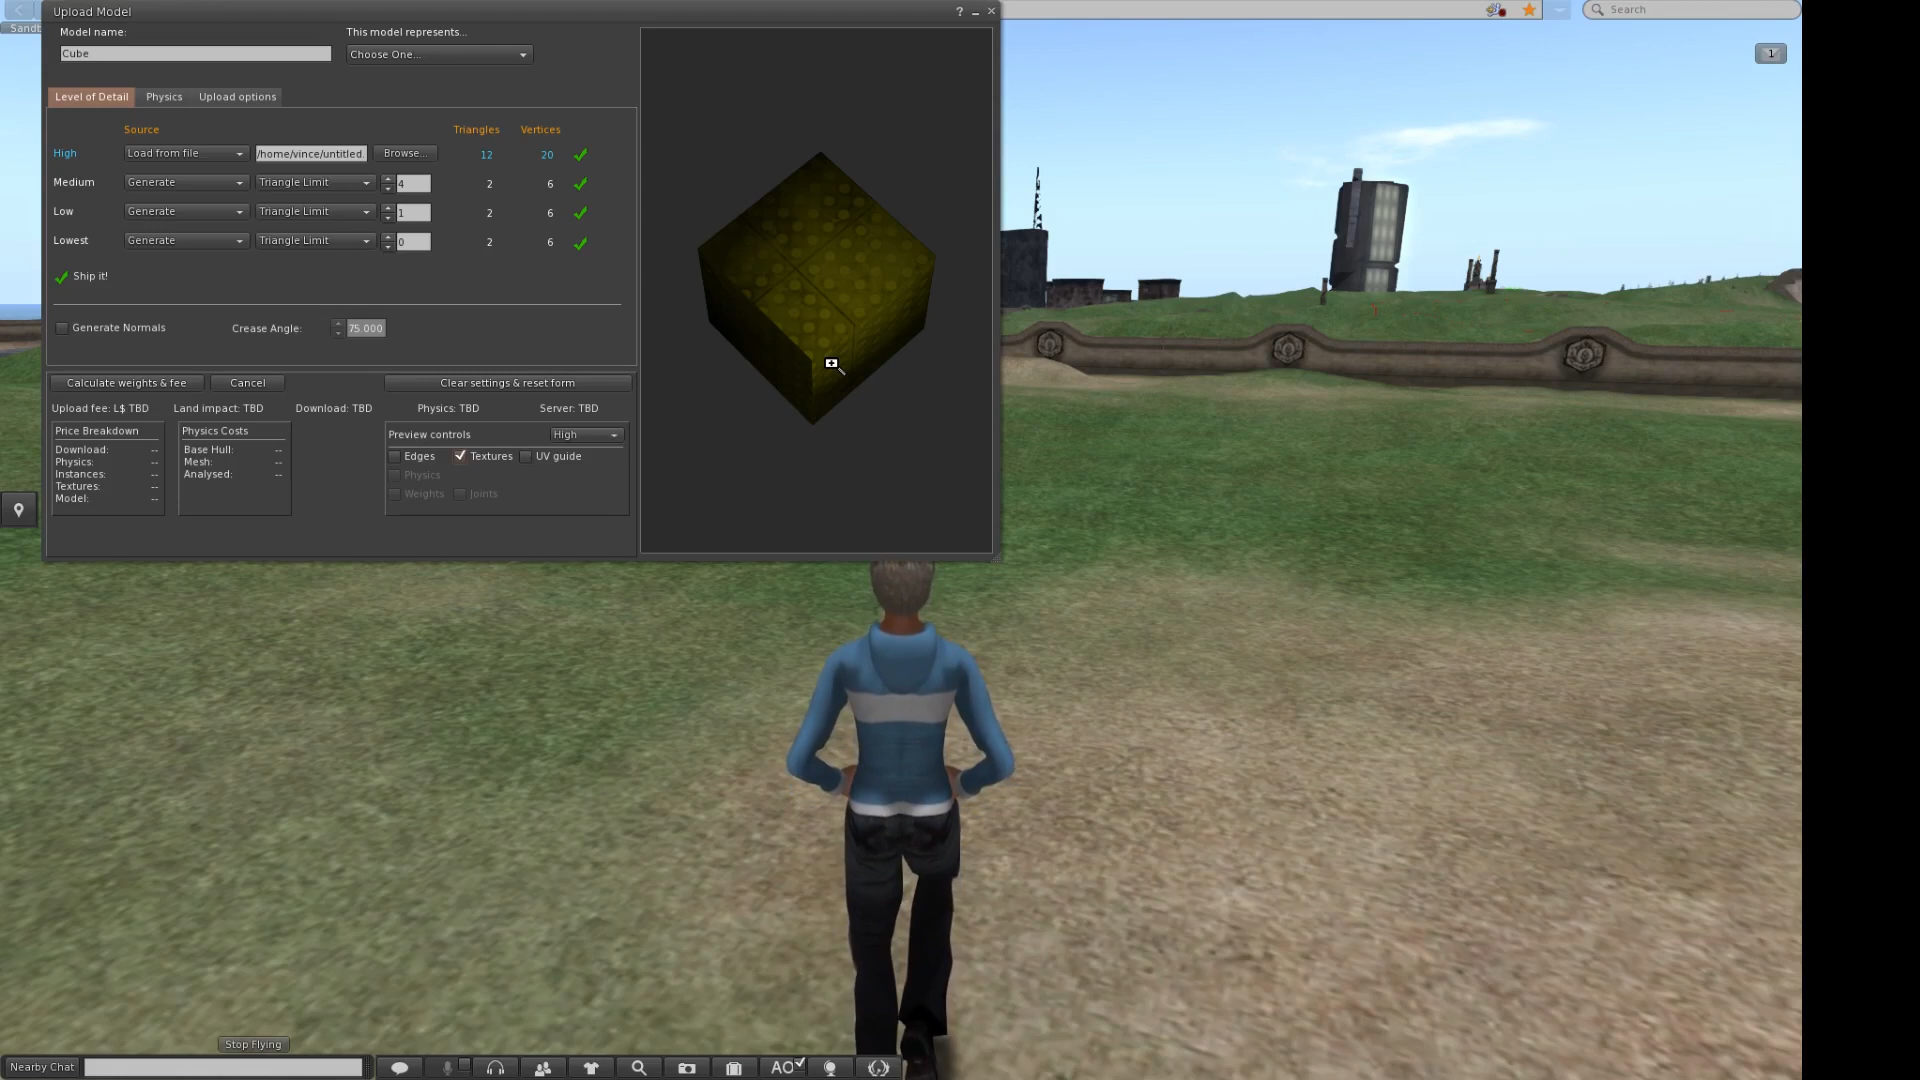 Upload Model ?
Search
Sandb
Model name: This model represents...
Cube Choose One...
1
Level of Detail Physics Upload options
Source Triangles Vertices
High Load from file /home/vince/untitled. Browse... 12 20
Medium Generate Triangle Limit 4 2 6
Low Generate Triangle Limit 1 2 6
Lowest Generate Triangle Limit 0 2 6
Ship it!
Generate Normals Crease Angle: 75.000
Calculate weights & fee Cancel Clear settings & reset form
Upload fee: L$ TBD Land impact: TBD Download: TBD Physics: TBD Server: TBD
Price Breakdown
Download: --
Physics: --
Instances: --
Textures: --
Model: --
Physics Costs
Base Hull: --
Mesh: --
Analysed: --
Preview controls High
Edges Textures UV guide
Physics
Weights Joints
Stop Flying
Nearby Chat AO